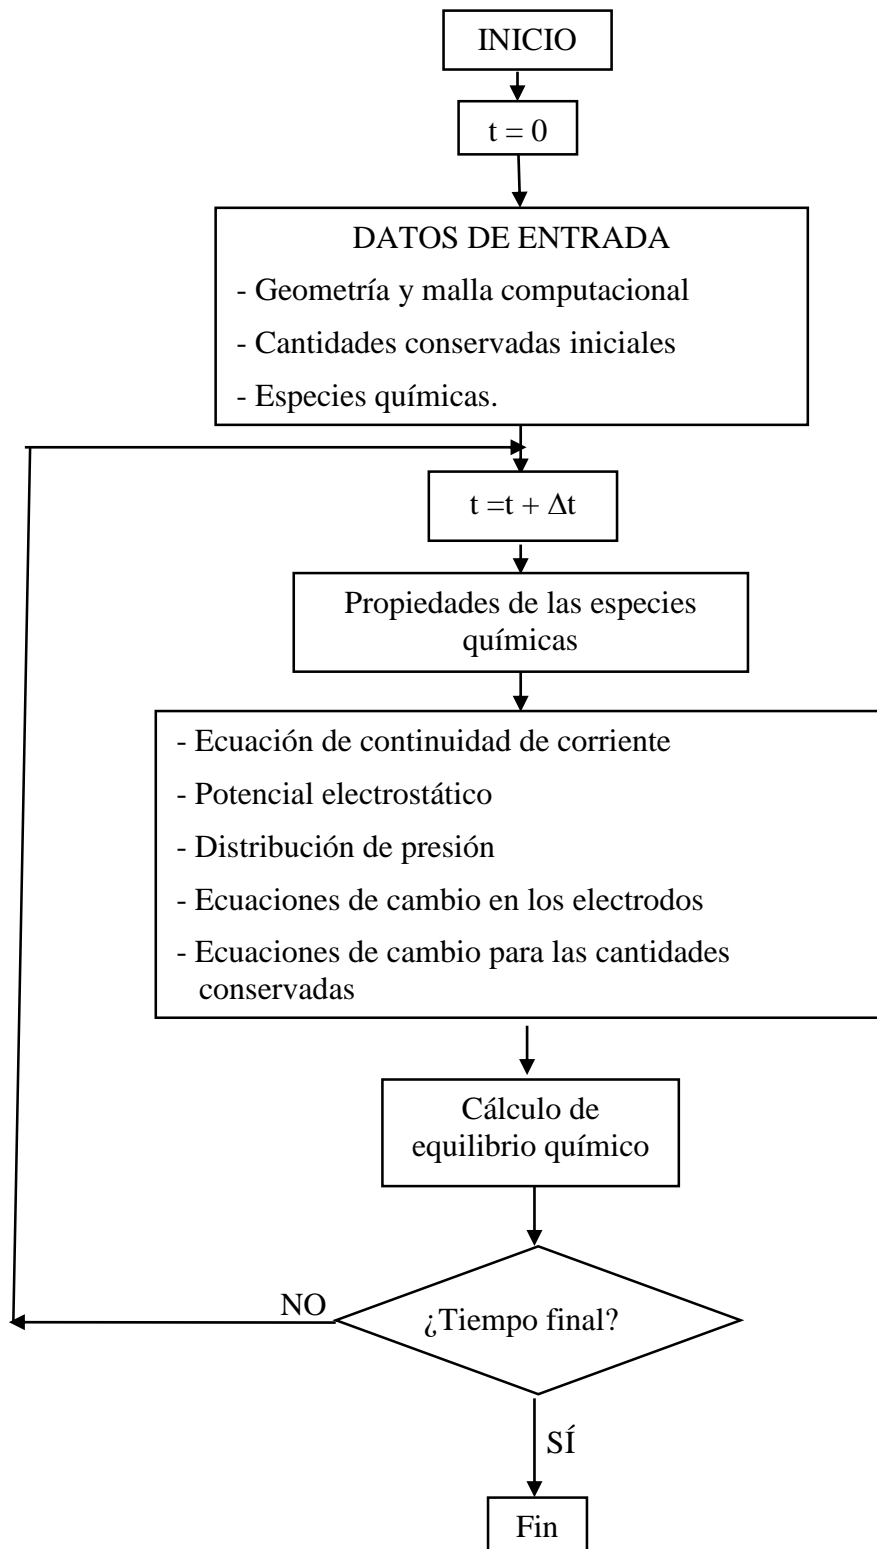 INICIO
t = 0
DATOS DE ENTRADA
- Geometría y malla computacional
- Cantidades conservadas iniciales
- Especies químicas.
t =t + Δt
Propiedades de las especies
químicas
- Ecuación de continuidad de corriente
- Potencial electrostático
- Distribución de presión
- Ecuaciones de cambio en los electrodos
- Ecuaciones de cambio para las cantidades
conservadas
Cálculo de
equilibrio químico
NO
¿Tiempo final?
SÍ
Fin